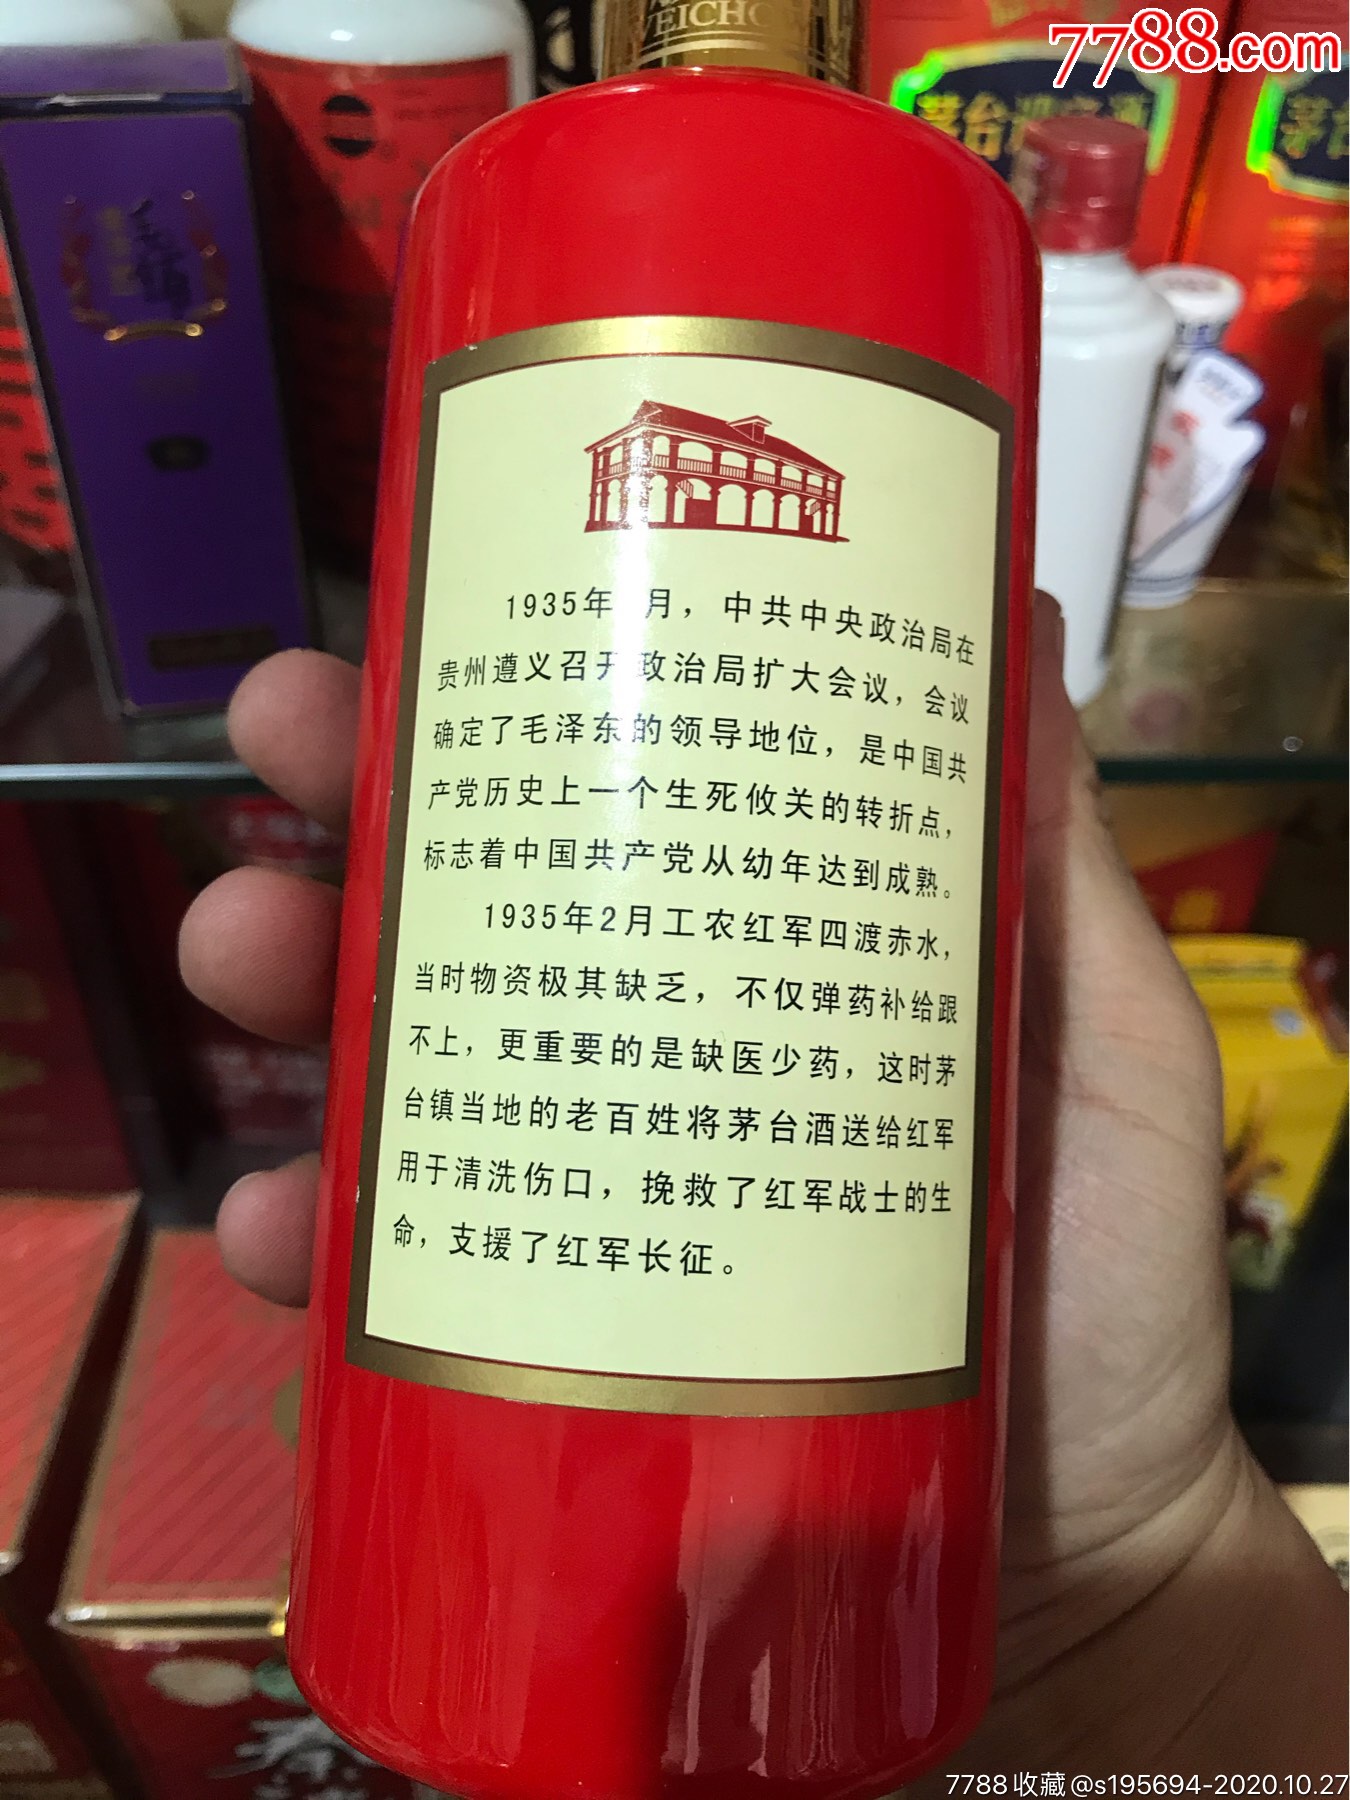 7788.com
茅台迎宾酒
茅台
1935年 月，中共中央政治局在
贵州遵义召开政治局扩大会议，会议
确定了毛泽东的领导地位，是中国共
产党历史上一个生死攸关的转折点，
标志着中国共产党从幼年达到成熟。
1935年2月工农红军四渡赤水，
当时物资极其缺乏，不仅弹药补给跟
不上，更重要的是缺医少药，这时茅
台镇当地的老百姓将茅台酒送给红军
用于清洗伤口，挽救了红军战士的生
命，支援了红军长征。
7788收藏@s195694-2020.10.27